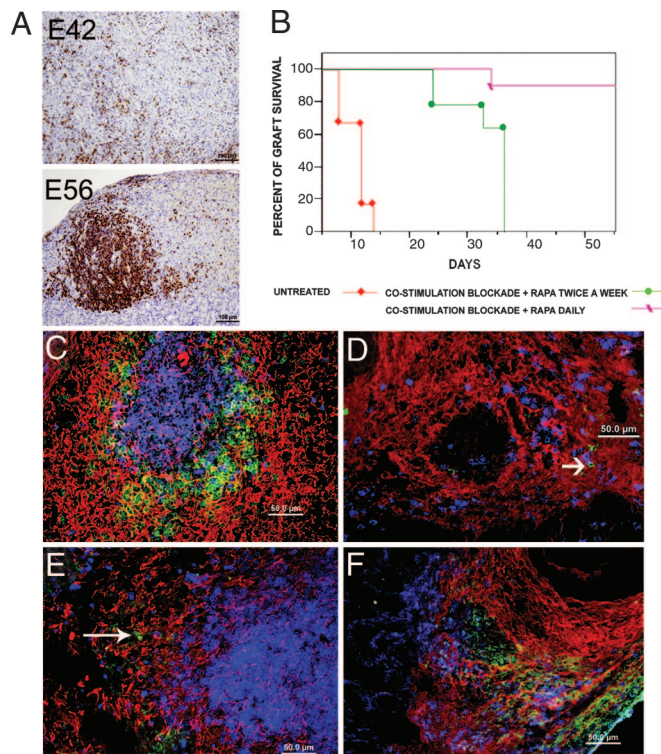 A
E42
100 µm
E56
100 µm
B
PERCENT OF GRAFT SURVIVAL
100
80
60
40
20
0
10
20
30
40
50
DAYS
UNTREATED
CO-STIMULATION BLOCKADE + RAPA TWICE A WEEK
CO-STIMULATION BLOCKADE + RAPA DAILY
C
50.0 µm
D
50.0 µm
E
50.0 µm
F
50.0 µm